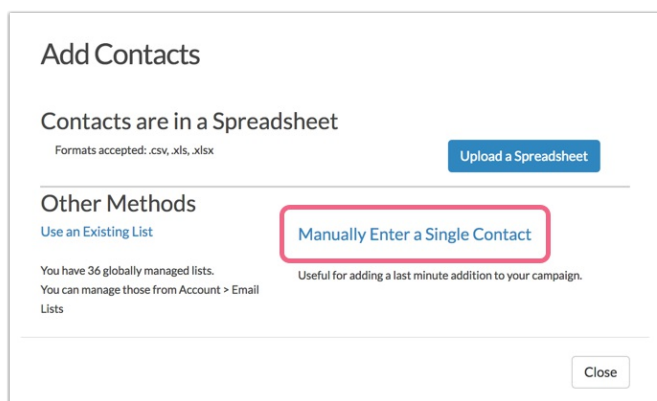 Add Contacts
Contacts are in a Spreadsheet
Formats accepted: .csv, .xls, .xlsx
Upload a Spreadsheet
Other Methods
Use an Existing List
You have 36 globally managed lists.
You can manage those from Account > Email
Lists
Manually Enter a Single Contact
Useful for adding a last minute addition to your campaign.
Close